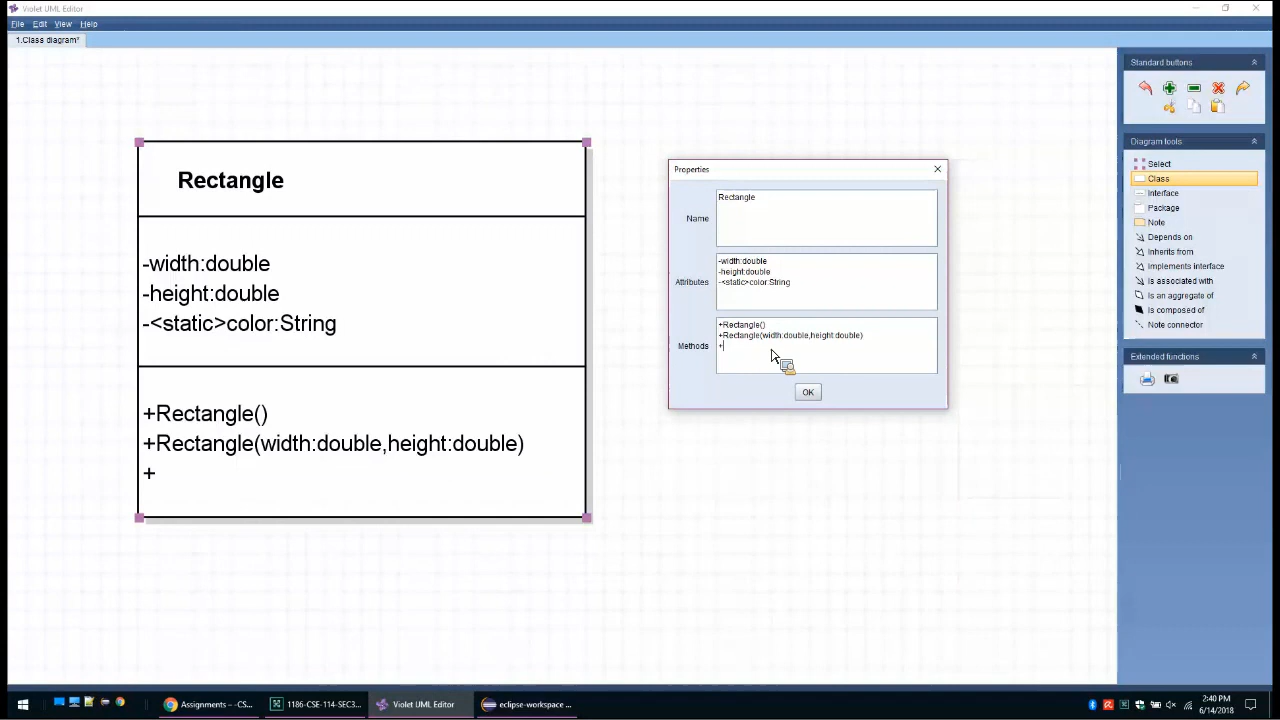 Violet UML Editor
File Edit View Help
1.Class diagram*
Standard buttons
Diagram tools
Select
Class
Interface
Package
Note
Depends on
Inherits from
Implements interface
Is associated with
Is an aggregate of
Is composed of
Note connector
Extended functions
Rectangle
-width:double
-height:double
-<static>color:String
+Rectangle()
+Rectangle(width:double,height:double)
+
Properties
Name
Rectangle
Attributes
-width:double
-height:double
-<static>color:String
Methods
+Rectangle()
+Rectangle(width:double,height:double)
+
OK
Assignments – -CS...
1186-CSE-114-SEC3...
Violet UML Editor
eclipse-workspace ...
2:40 PM
6/14/2018